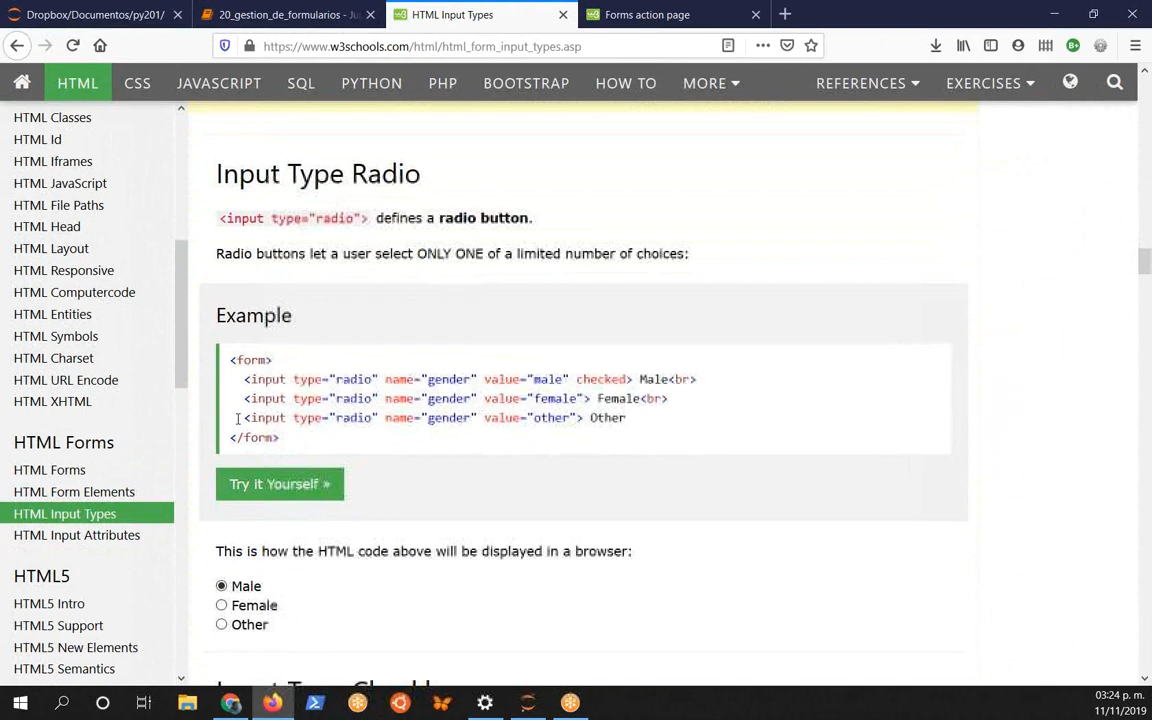 Dropbox/Documentos/py201/
20_gestion_de_formularios - Ju
HTML Input Types
Forms action page
https://www.w3schools.com/html/html_form_input_types.asp
HTML
CSS
JAVASCRIPT
SQL
PYTHON
PHP
BOOTSTRAP
HOW TO
MORE
REFERENCES
EXERCISES
HTML Classes
HTML Id
HTML Iframes
HTML JavaScript
HTML File Paths
HTML Head
HTML Layout
HTML Responsive
HTML Computercode
HTML Entities
HTML Symbols
HTML Charset
HTML URL Encode
HTML XHTML
HTML Forms
HTML Forms
HTML Form Elements
HTML Input Types
HTML Input Attributes
HTML5
HTML5 Intro
HTML5 Support
HTML5 New Elements
HTML5 Semantics
Input Type Radio
<input type="radio"> defines a radio button.
Radio buttons let a user select ONLY ONE of a limited number of choices:
Example
<form>
<input type="radio" name="gender" value="male" checked> Male<br>
<input type="radio" name="gender" value="female"> Female<br>
<input type="radio" name="gender" value="other"> Other
</form>
Try it Yourself »
This is how the HTML code above will be displayed in a browser:
Male
Female
Other
03:24 p. m.
11/11/2019